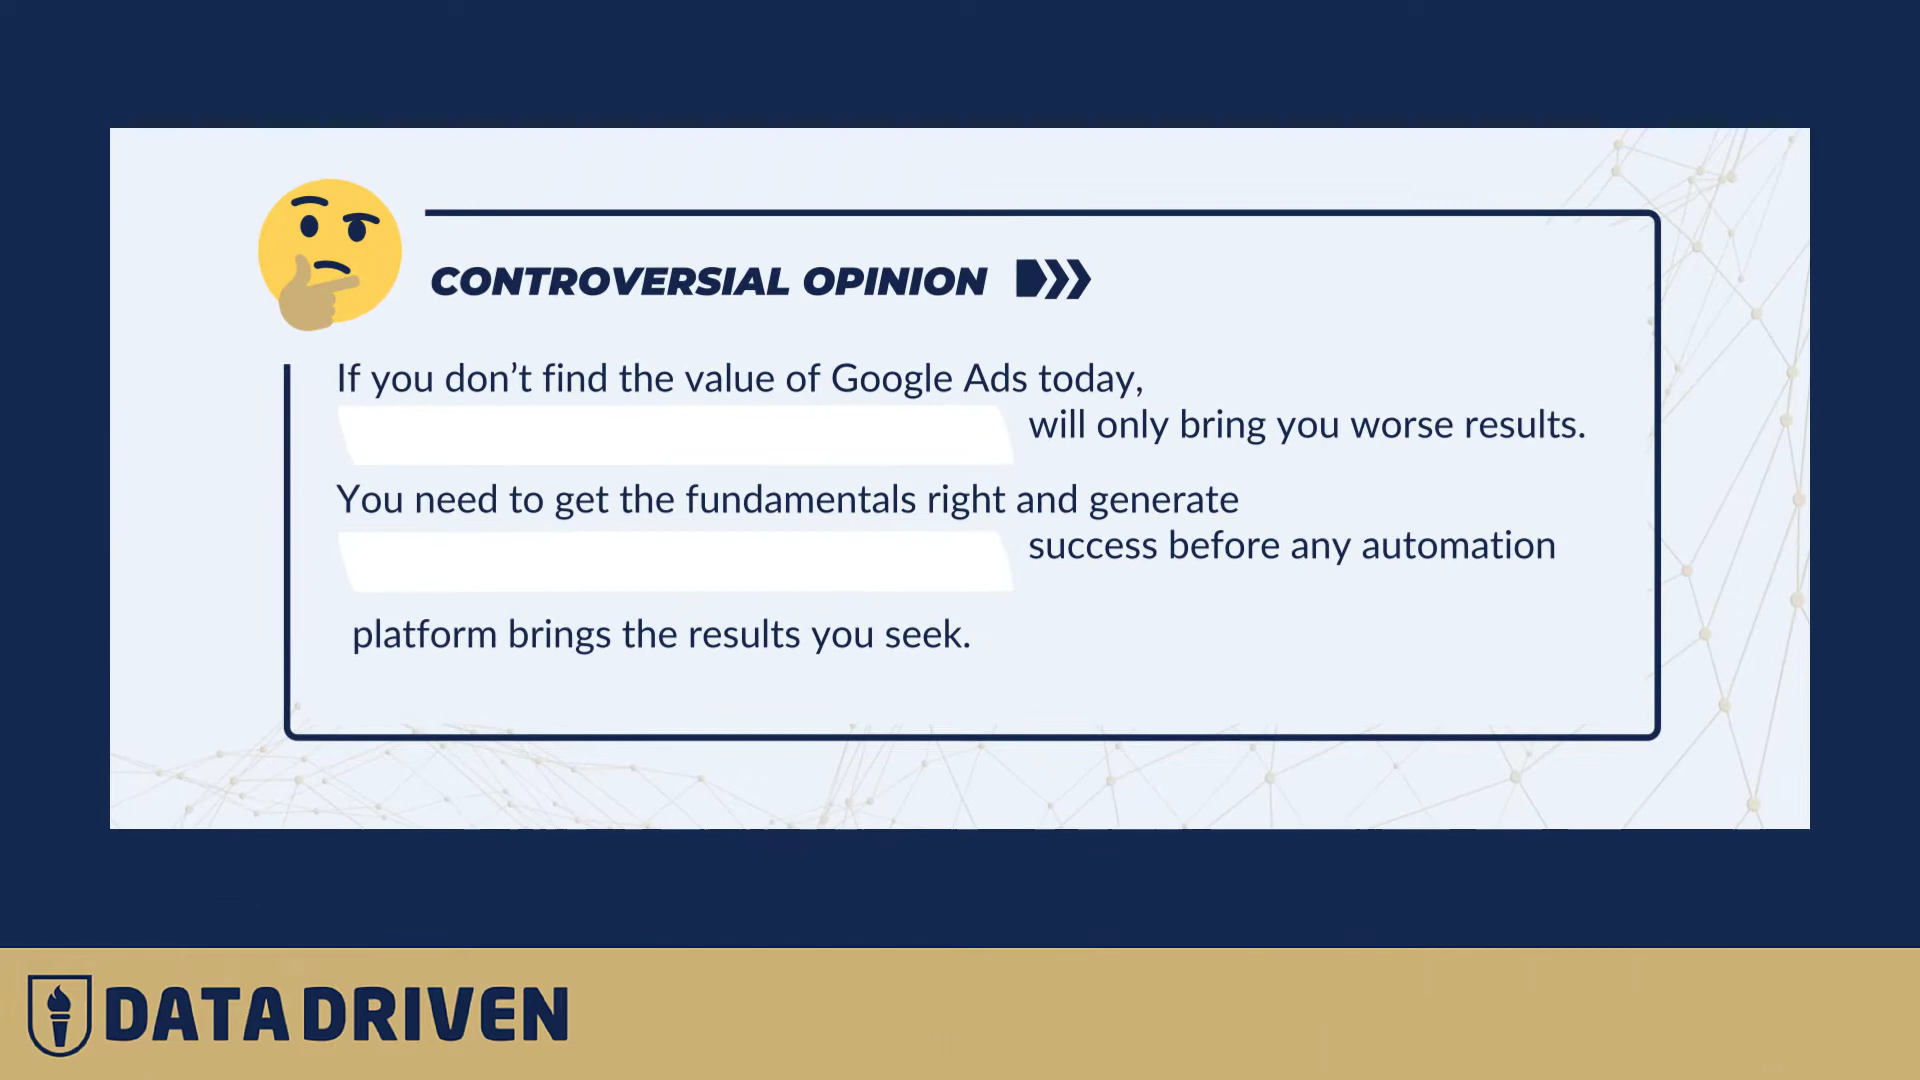 CONTROVERSIAL OPINION
If you don’t find the value of Google Ads today,
will only bring you worse results.
You need to get the fundamentals right and generate
success before any automation
platform brings the results you seek.
DATA DRIVEN